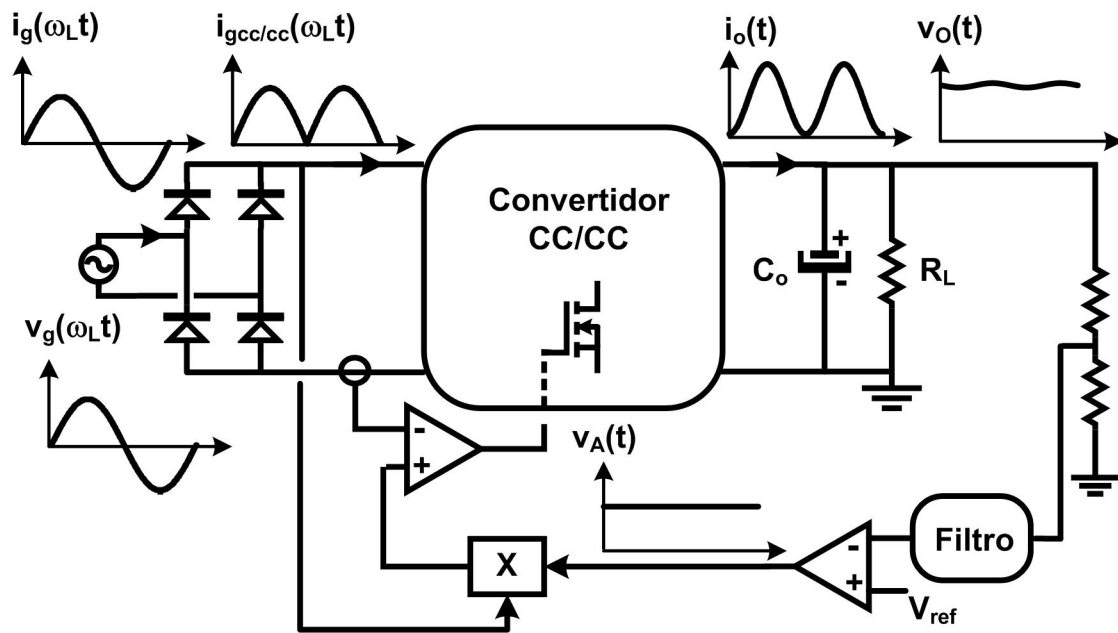 i_g(ω_Lt)
i_gcc/cc(ω_Lt)
i_o(t)
v_O(t)
Convertidor
CC/CC
+
C_o
-
R_L
v_g(ω_Lt)
-
+
v_A(t)
X
-
+
Filtro
V_ref